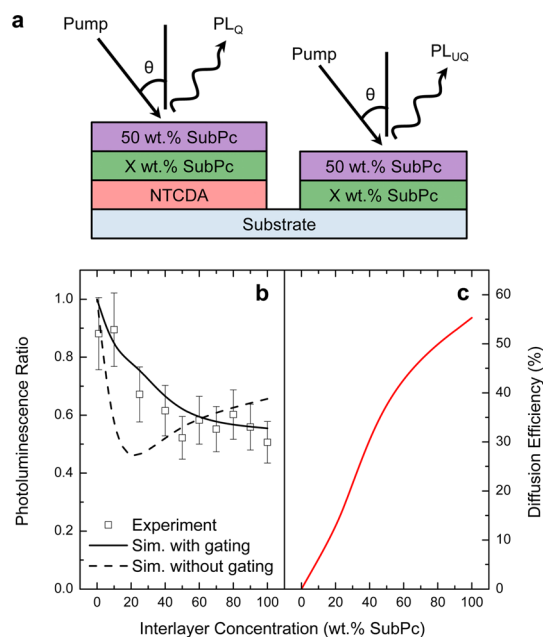 a
Pump
PLQ
θ
50 wt.% SubPc
X wt.% SubPc
NTCDA
Pump
PLUQ
θ
50 wt.% SubPc
X wt.% SubPc
Substrate
b
Photoluminescence Ratio
1.0
0.8
0.6
0.4
0.2
0.0
Experiment
Sim. with gating
Sim. without gating
0 20 40 60 80 100
c
60
50
40
30
20
10
0
Diffusion Efficiency (%)
0 20 40 60 80 100
Interlayer Concentration (wt.% SubPc)